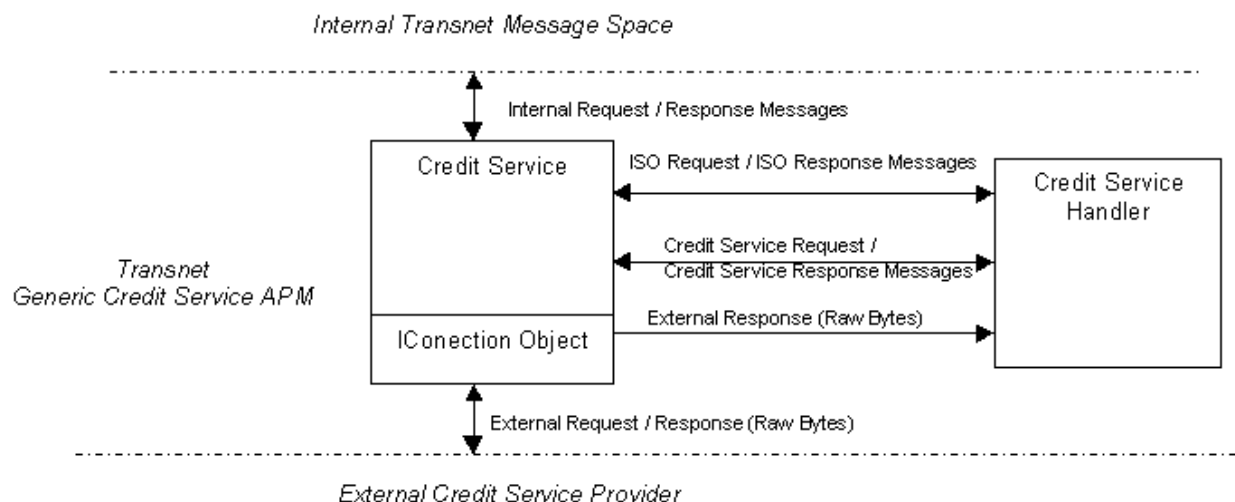 Internal Transnet Message Space
Internal Request / Response Messages
Credit Service
ISO Request / ISO Response Messages
Credit Service
Handler
Credit Service Request /
Credit Service Response Messages
Transnet
Generic Credit Service APM
External Response (Raw Bytes)
IConection Object
External Request / Response (Raw Bytes)
External Credit Service Provider